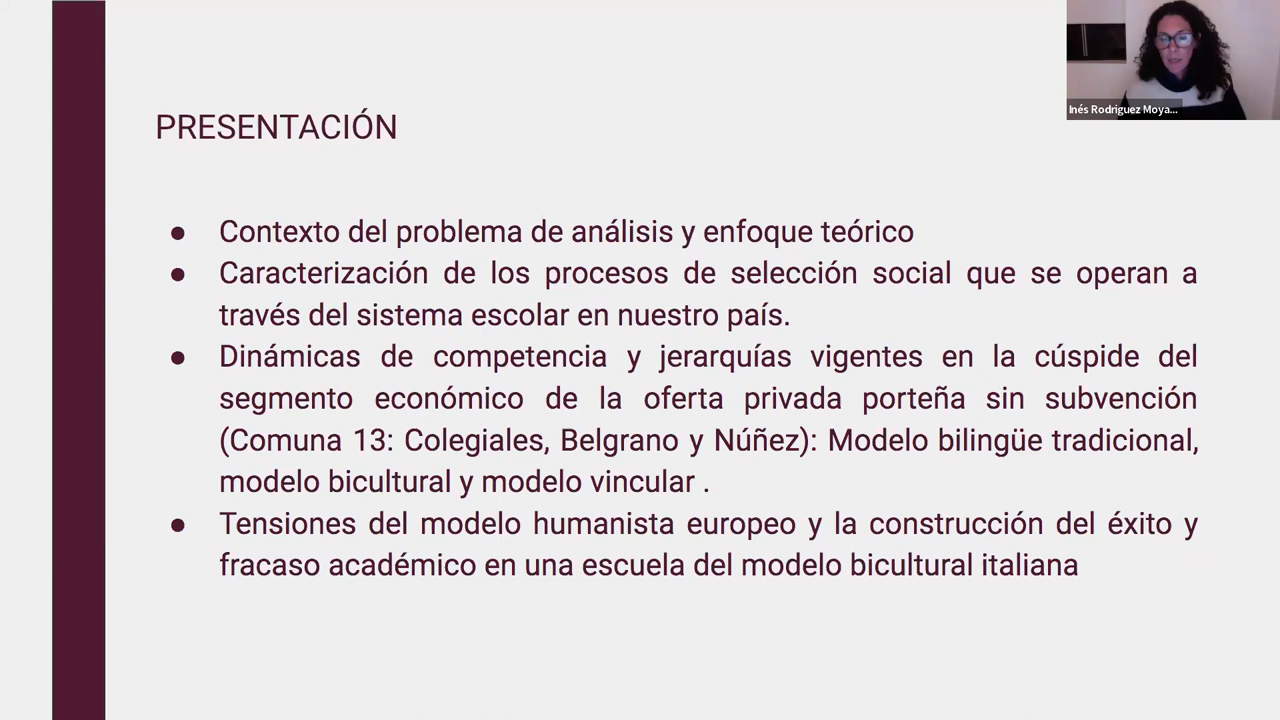 Inés Rodriguez Moya...
PRESENTACIÓN
● Contexto del problema de análisis y enfoque teórico
● Caracterización de los procesos de selección social que se operan a
través del sistema escolar en nuestro país.
● Dinámicas de competencia y jerarquías vigentes en la cúspide del
segmento económico de la oferta privada porteña sin subvención
(Comuna 13: Colegiales, Belgrano y Núñez): Modelo bilingüe tradicional,
modelo bicultural y modelo vincular .
● Tensiones del modelo humanista europeo y la construcción del éxito y
fracaso académico en una escuela del modelo bicultural italiana